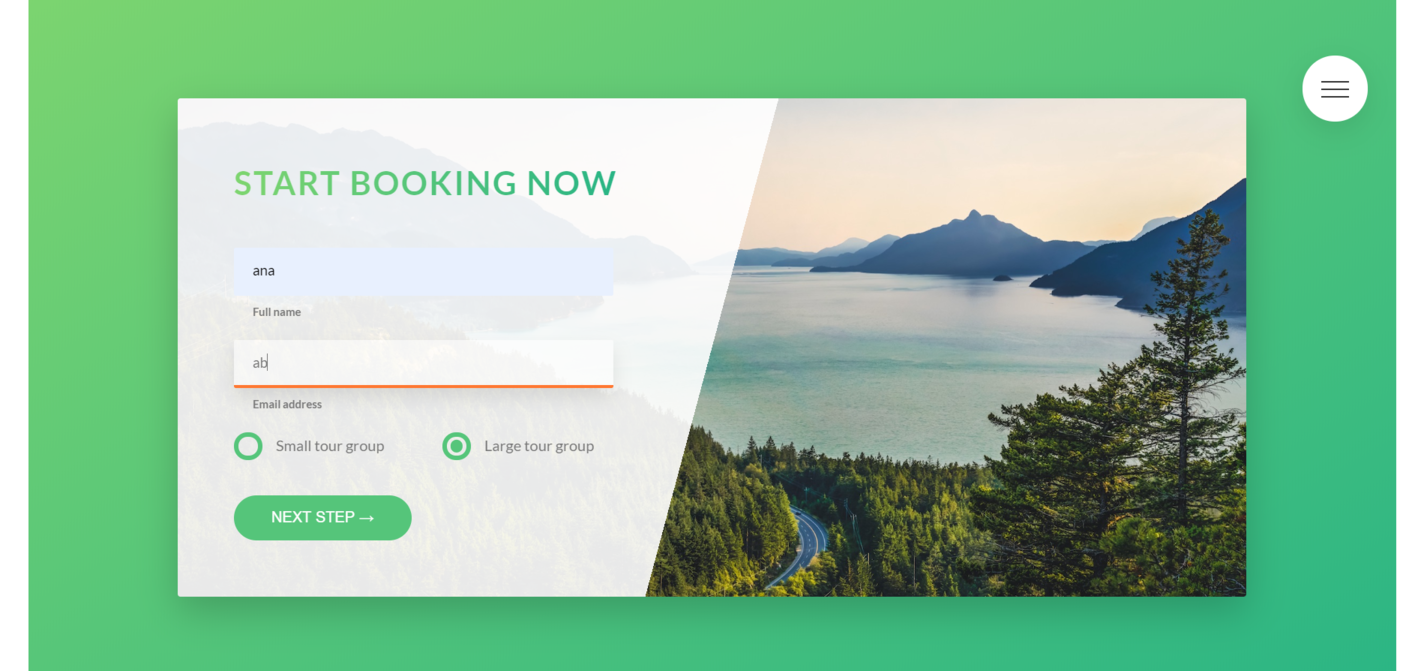 START BOOKING NOW
ana
Full name
ab
Email address
Small tour group Large tour group
NEXT STEP →